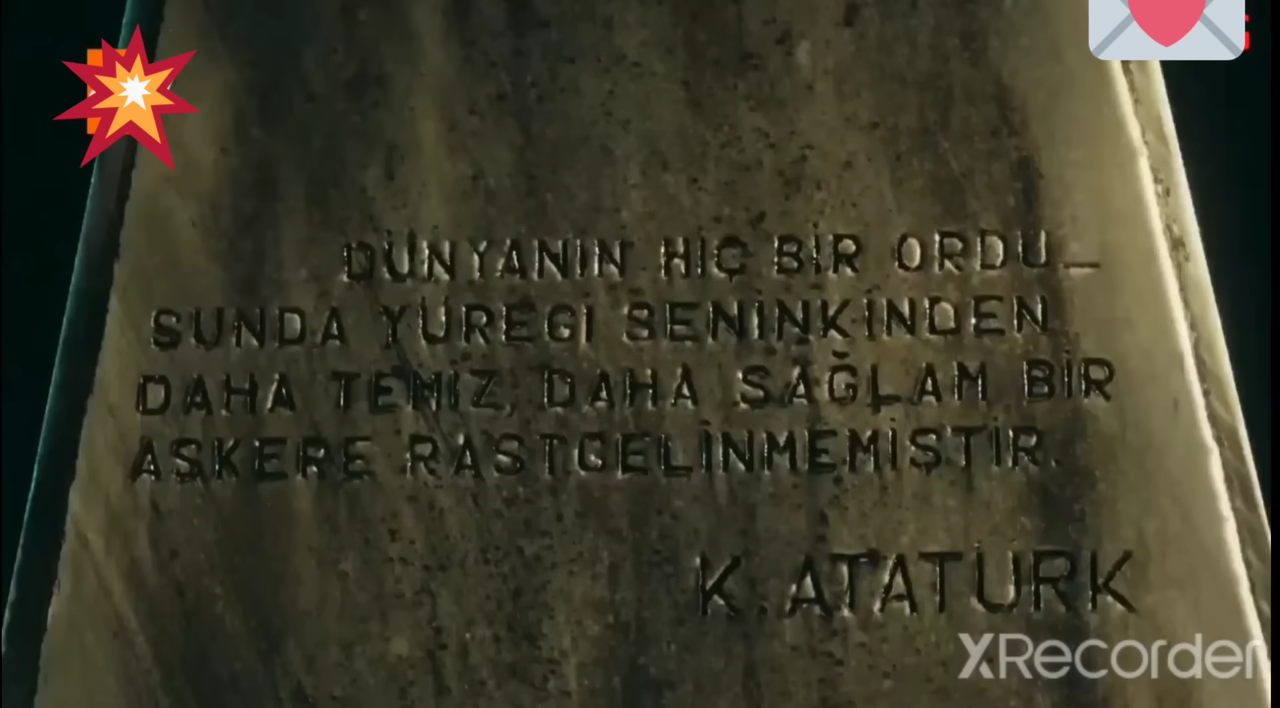 DÜNYANIN HİÇ BİR ORDU_
SUNDA YÜREGİ SENİNKİNDEN
DAHA TEMİZ, DAHA SAĞLAM BİR
ASKERE RASTGELİNMEMİŞTİR.
K. ATATÜRK
XRecorder